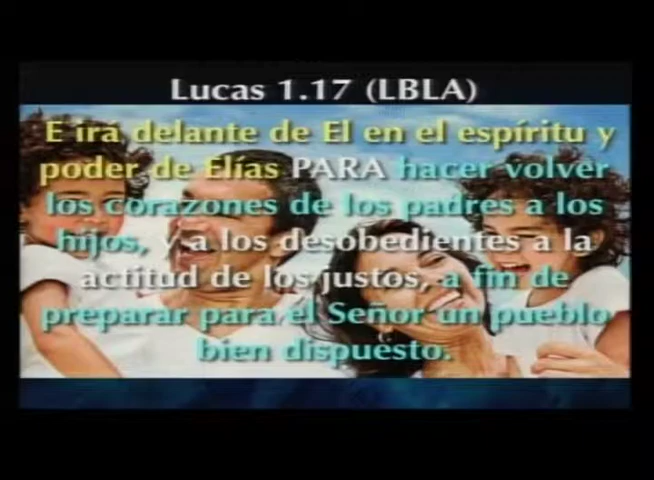 Lucas 1.17 (LBLA)
E irá delante de El en el espíritu y
poder de Elías PARA hacer volver
los corazones de los padres a los
hijos, y a los desobedientes a la
actitud de los justos, a fin de
preparar para el Señor un pueblo
bien dispuesto.